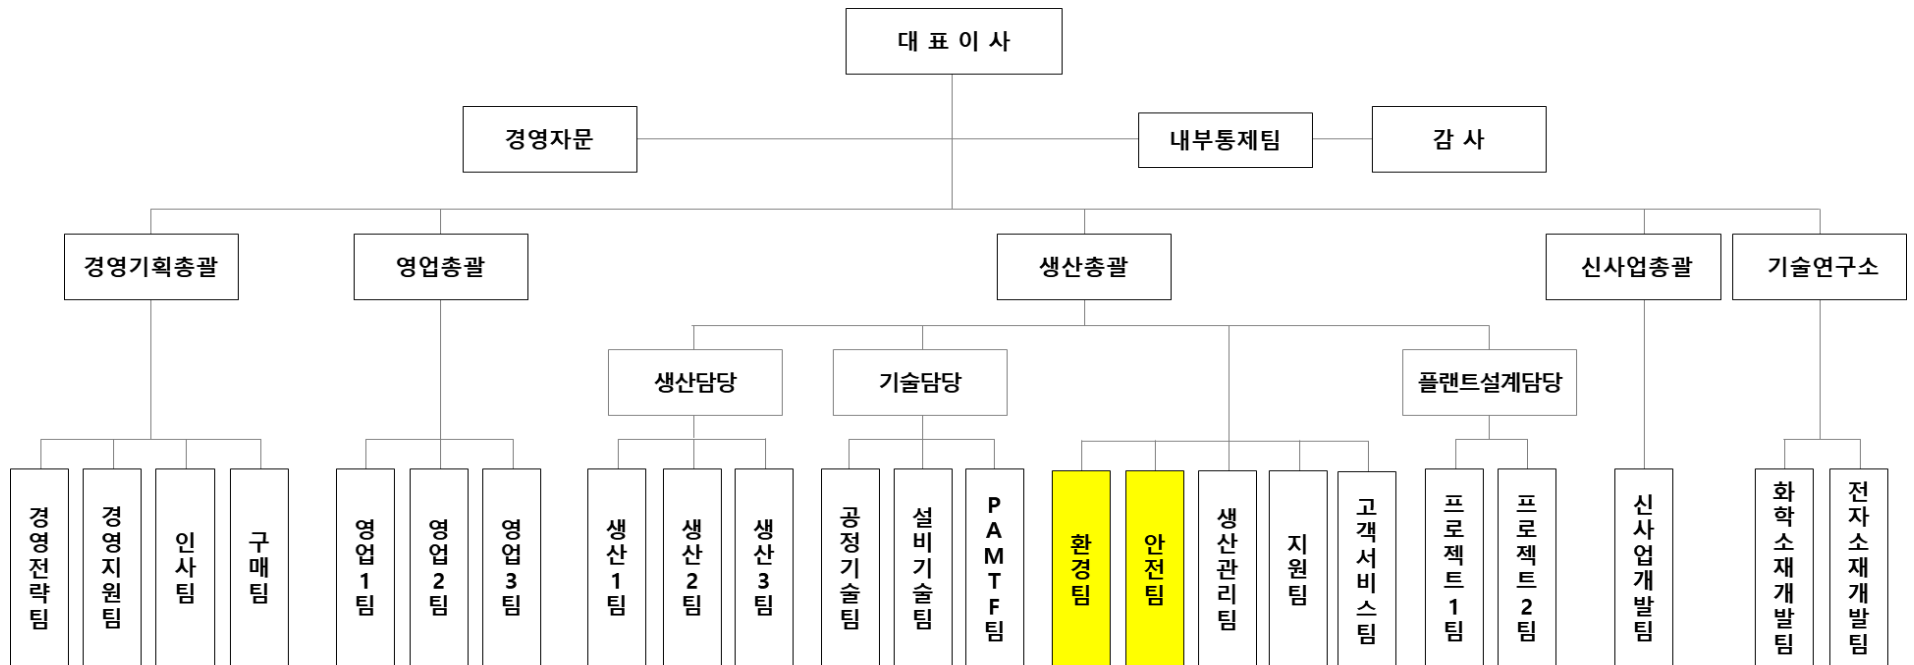 대 표 이 사
경영자문
내부통제팀
감 사
경영기획총괄
영업총괄
생산총괄
신사업총괄
기술연구소
생산담당
기술담당
플랜트설계담당
경영전략팀
경영지원팀
인사팀
구매팀
영업1팀
영업2팀
영업3팀
생산1팀
생산2팀
생산3팀
공정기술팀
설비기술팀
PAMTF팀
환경팀
안전팀
생산관리팀
지원팀
고객서비스팀
프로젝트1팀
프로젝트2팀
신사업개발팀
화학소재개발팀
전자소재개발팀